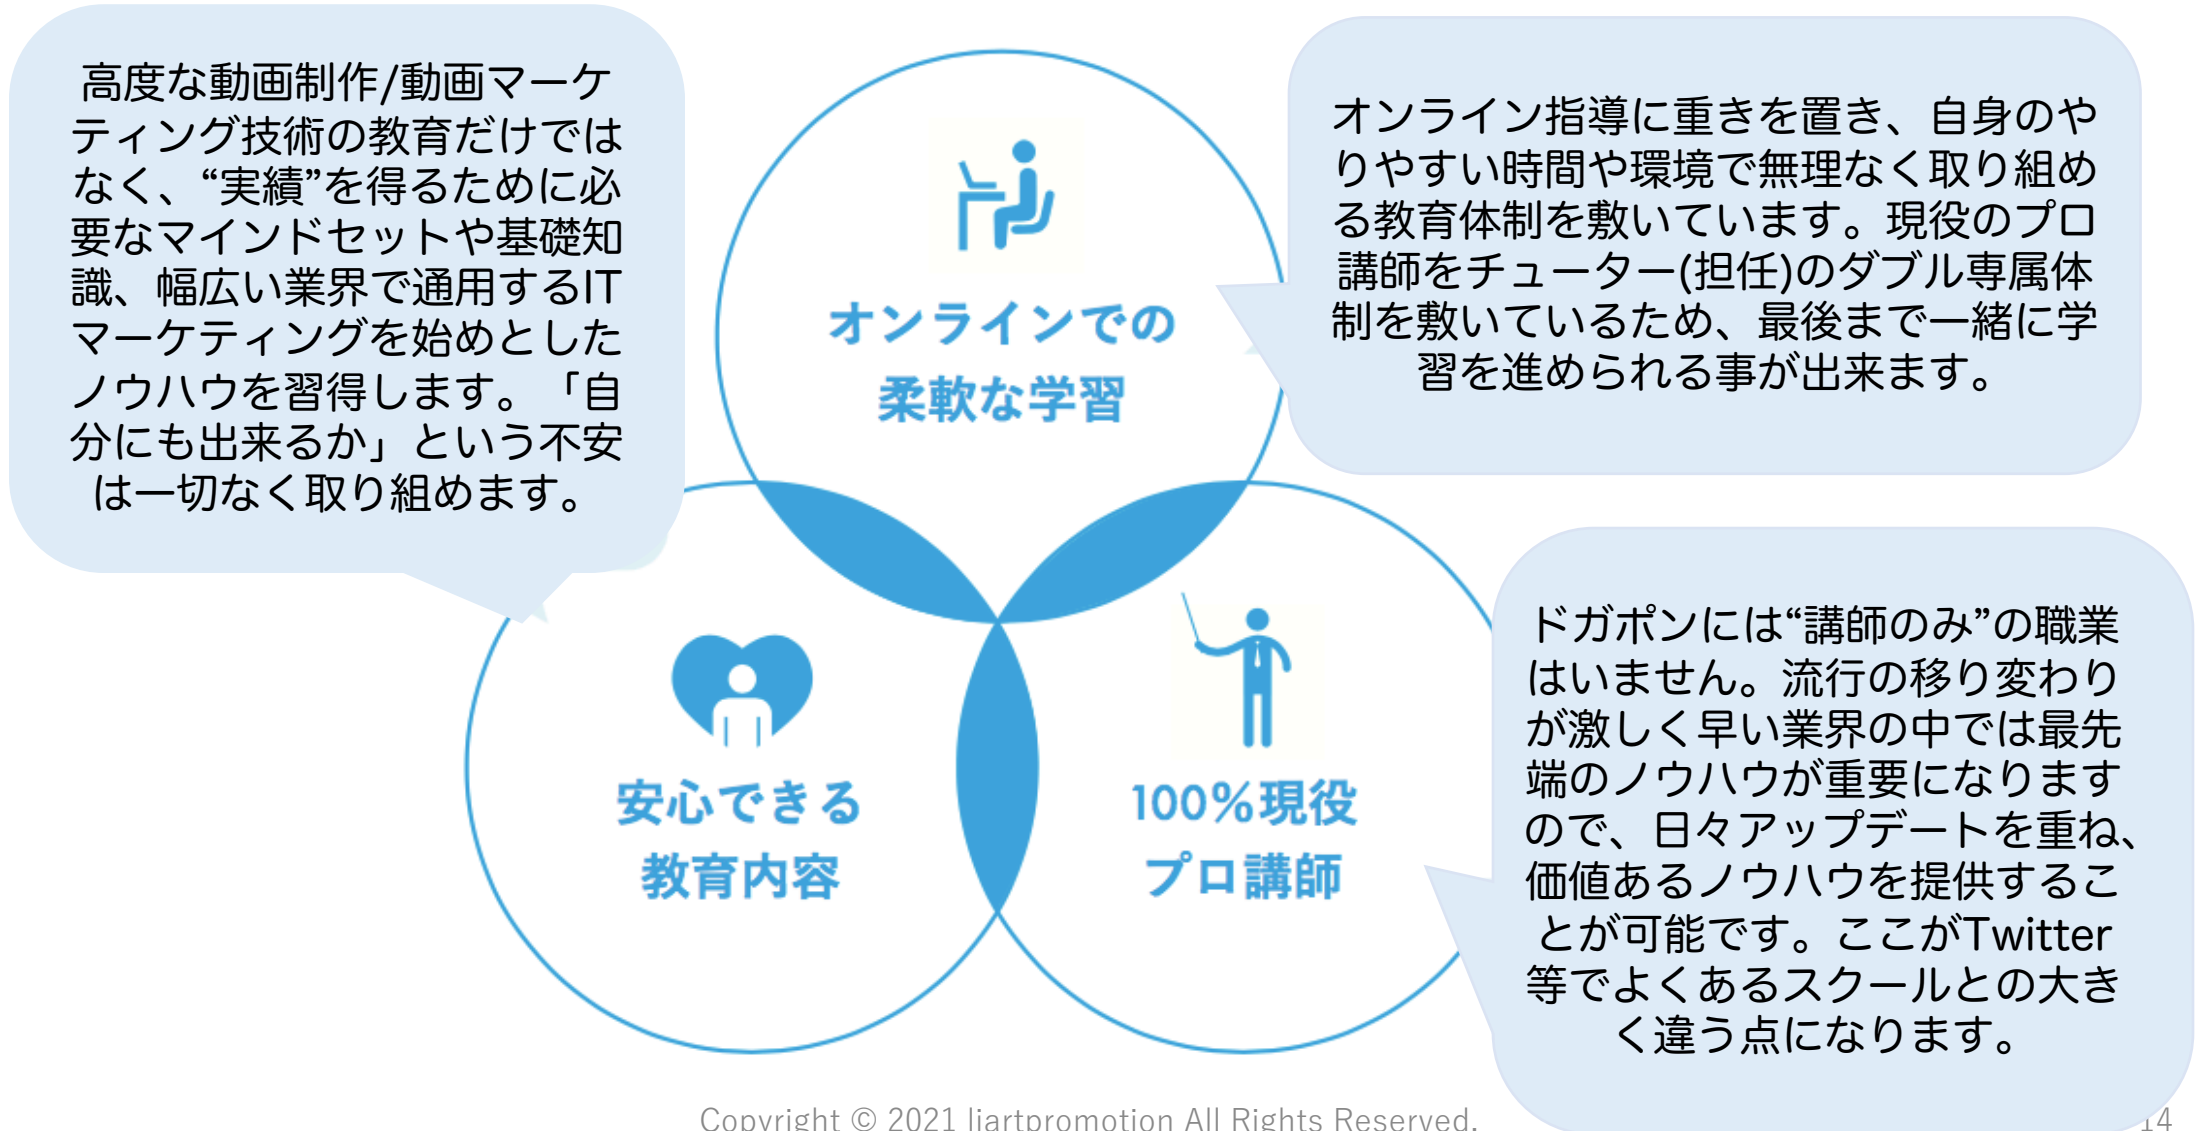 高度な動画制作/動画マーケ
ティング技術の教育だけでは
なく、“実績”を得るために必
要なマインドセットや基礎知
識、幅広い業界で通用するIT
マーケティングを始めとした
ノウハウを習得します。「自
分にも出来るか」という不安
は一切なく取り組めます。
オンラインでの
柔軟な学習
オンライン指導に重きを置き、自身のや
りやすい時間や環境で無理なく取り組め
る教育体制を敷いています。現役のプロ
講師をチューター(担任)のダブル専属体
制を敷いているため、最後まで一緒に学
習を進められる事が出来ます。
安心できる
教育内容
100%現役
プロ講師
ドガポンには“講師のみ”の職業
はいません。流行の移り変わり
が激しく早い業界の中では最先
端のノウハウが重要になります
ので、日々アップデートを重ね、
価値あるノウハウを提供するこ
とが可能です。ここがTwitter
等でよくあるスクールとの大き
く違う点になります。
Copyright © 2021 liartpromotion All Rights Reserved.
14